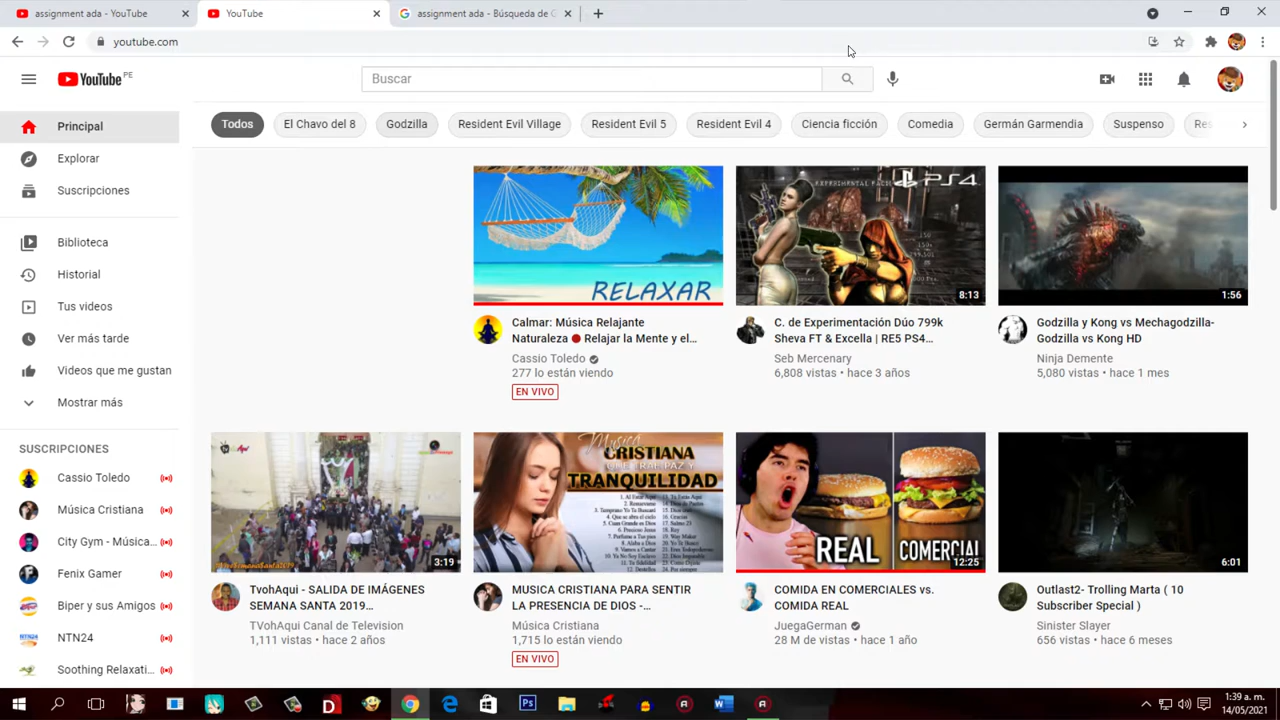 assignment ada - YouTube
YouTube
assignment ada - Búsqueda de G
youtube.com
YouTube PE
Buscar
Todos
El Chavo del 8
Godzilla
Resident Evil Village
Resident Evil 5
Resident Evil 4
Ciencia ficción
Comedia
Germán Garmendia
Suspenso
Res
Principal
Explorar
Suscripciones
Biblioteca
Historial
Tus videos
Ver más tarde
Videos que me gustan
Mostrar más
SUSCRIPCIONES
Cassio Toledo
Música Cristiana
City Gym - Música...
Fenix Gamer
Biper y sus Amigos
NTN24
Soothing Relaxati...
RELAXAR
Calmar: Música Relajante
Naturaleza 🔴 Relajar la Mente y el...
Cassio Toledo
277 lo están viendo
EN VIVO
PS4
8:13
C. de Experimentación Dúo 799k
Sheva FT & Excella | RE5 PS4...
Seb Mercenary
6,808 vistas • hace 3 años
1:56
Godzilla y Kong vs Mechagodzilla-
Godzilla vs Kong HD
Ninja Demente
5,080 vistas • hace 1 mes
3:19
TvohAqui - SALIDA DE IMÁGENES
SEMANA SANTA 2019...
TVohAqui Canal de Television
1,111 vistas • hace 2 años
Musica
CRISTIANA
QUE TRAE PAZ Y
TRANQUILIDAD
MUSICA CRISTIANA PARA SENTIR
LA PRESENCIA DE DIOS -...
Música Cristiana
1,715 lo están viendo
EN VIVO
REAL
COMERCIAL
12:25
COMIDA EN COMERCIALES vs.
COMIDA REAL
JuegaGerman
28 M de vistas • hace 1 año
6:01
Outlast2- Trolling Marta ( 10
Subscriber Special )
Sinister Slayer
656 vistas • hace 6 meses
1:39 a. m.
14/05/2021